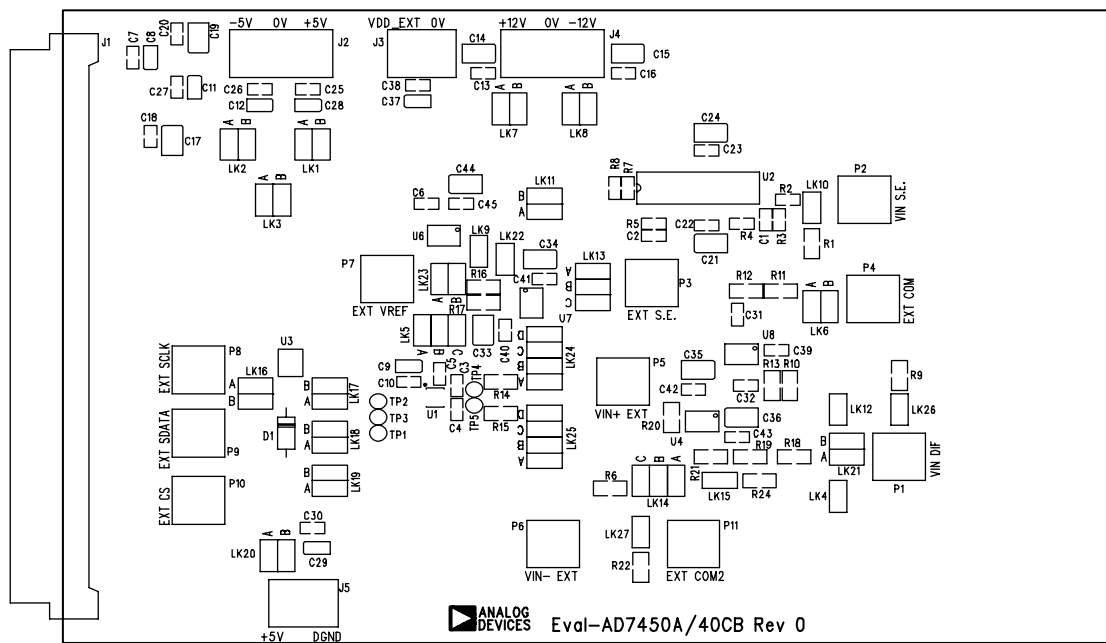 -5V 0V +5V
VDD_EXT 0V
+12V 0V -12V
J1
C7
C8
C20
C19
J2
J3
C14
J4
C15
C13
C16
C27
C11
C26
C25
C38
C12
C28
C37
A B
LK7
A B
LK8
C18
C17
A B
LK2
A B
LK1
A B
LK3
C24
C23
C44
C6
C45
B
A
LK11
R8
R7
U2
R2
LK10
P2
VIN S.E.
U6
LK9
LK22
C34
R5
C2
C22
R4
C1
R3
C21
R1
P7
EXT VREF
LK23
A B
R16
R17
C41
U7
LK13
A
B
C
P3
EXT S.E.
R12
R11
P4
EXT COM
A B
LK6
C31
LK5
A B C
C33
C40
D
C
B
A
LK24
P8
EXT SCLK
U3
LK16
A
B
B
A
LK17
C9
C10
C5
C3
TP4
U1
C4
TP5
R14
R15
P5
VIN+ EXT
C35
U8
C39
C42
C32
R13
R10
R9
TP2
TP3
TP1
EXT SDATA
P9
D1
B
A
LK18
D
C
B
A
LK25
R20
U4
C36
C43
LK12
LK26
R21
R19
R18
B
A
LK21
VIN DIF
P1
EXT CS
P10
B
A
LK19
R6
C B A
LK14
LK15
R24
LK4
C30
C29
A B
LK20
P6
VIN- EXT
LK27
R22
P11
EXT COM2
J5
+5V DGND
ANALOG
DEVICES
Eval-AD7450A/40CB Rev 0